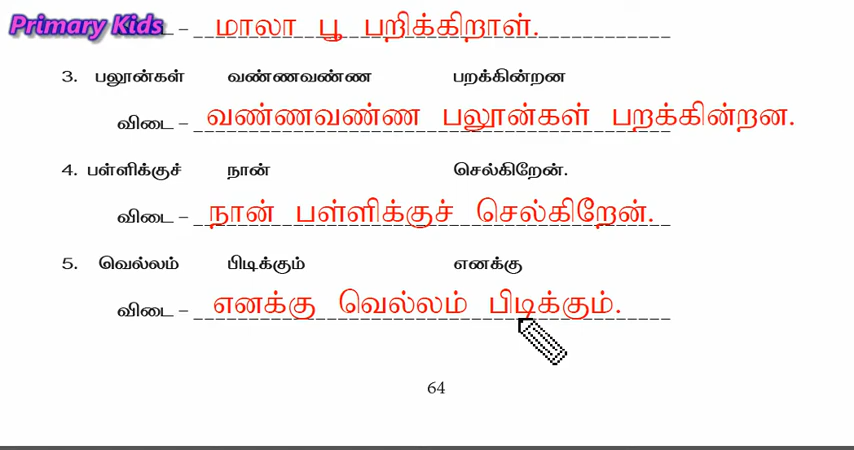 Primary Kids
– மாலா பூ பறிக்கிறாள்.
3. பலூன்கள் வண்ணவண்ண பறக்கின்றன
விடை – வண்ணவண்ண பலூன்கள் பறக்கின்றன.
4. பள்ளிக்குச் நான் செல்கிறேன்.
விடை – நான் பள்ளிக்குச் செல்கிறேன்.
5. வெல்லம் பிடிக்கும் எனக்கு
விடை – எனக்கு வெல்லம் பிடிக்கும்.
64